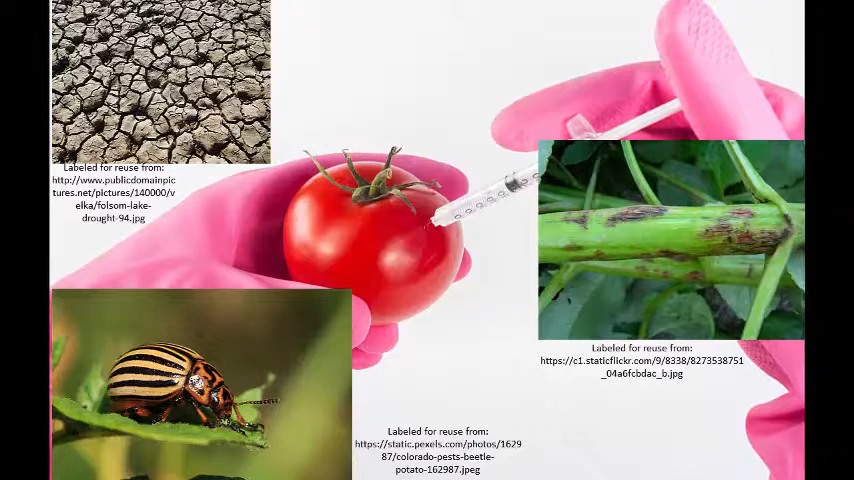 Labeled for reuse from:
http://www.publicdomainpic
tures.net/pictures/140000/v
elka/folsom-lake-
drought-94.jpg
Labeled for reuse from:
https://c1.staticflickr.com/9/8338/8273538751
_04a6fcbdac_b.jpg
Labeled for reuse from:
https://static.pexels.com/photos/1629
87/colorado-pests-beetle-
potato-162987.jpeg